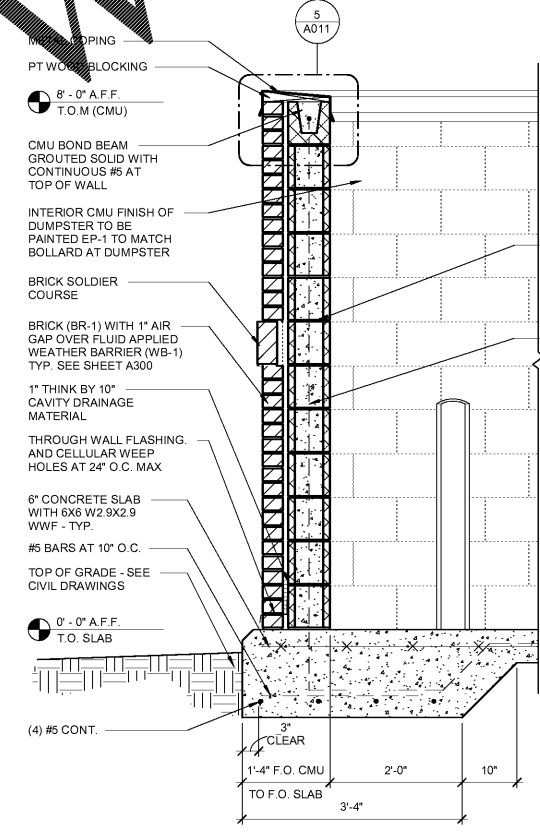 5
A011
METAL COPING
PT WOOD BLOCKING
8' - 0" A.F.F.
T.O.M (CMU)
CMU BOND BEAM
GROUTED SOLID WITH
CONTINUOUS #5 AT
TOP OF WALL
INTERIOR CMU FINISH OF
DUMPSTER TO BE
PAINTED EP-1 TO MATCH
BOLLARD AT DUMPSTER
BRICK SOLDIER
COURSE
BRICK (BR-1) WITH 1" AIR
GAP OVER FLUID APPLIED
WEATHER BARRIER (WB-1)
TYP. SEE SHEET A300
1" THINK BY 10"
CAVITY DRAINAGE
MATERIAL
THROUGH WALL FLASHING.
AND CELLULAR WEEP
HOLES AT 24" O.C. MAX
6" CONCRETE SLAB
WITH 6X6 W2.9X2.9
WWF - TYP.
#5 BARS AT 10" O.C.
TOP OF GRADE - SEE
CIVIL DRAWINGS
0' - 0" A.F.F.
T.O. SLAB
(4) #5 CONT.
3"
CLEAR
1'-4" F.O. CMU
TO F.O. SLAB
2'-0"
10"
3'-4"